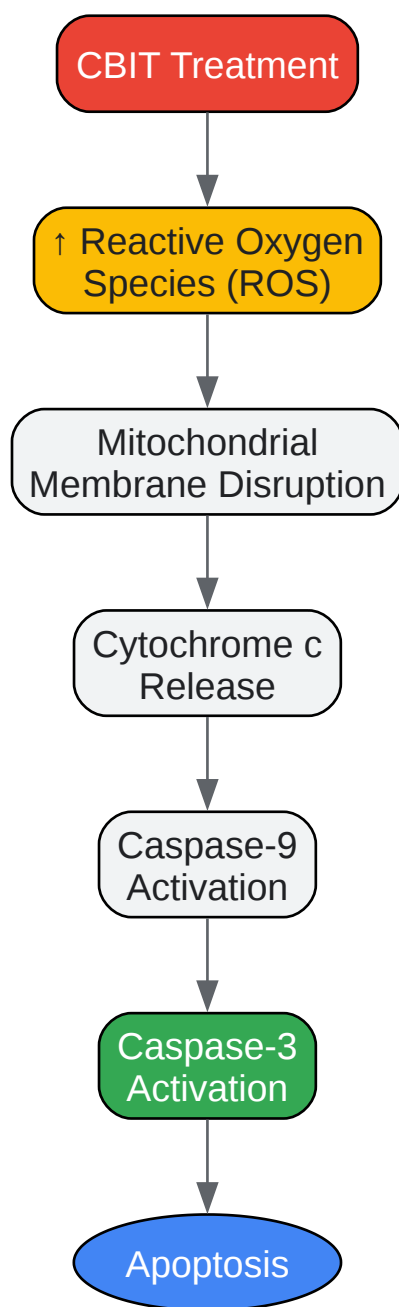 CBIT Treatment
↑ Reactive Oxygen
Species (ROS)
Mitochondrial
Membrane Disruption
Cytochrome c
Release
Caspase-9
Activation
Caspase-3
Activation
Apoptosis